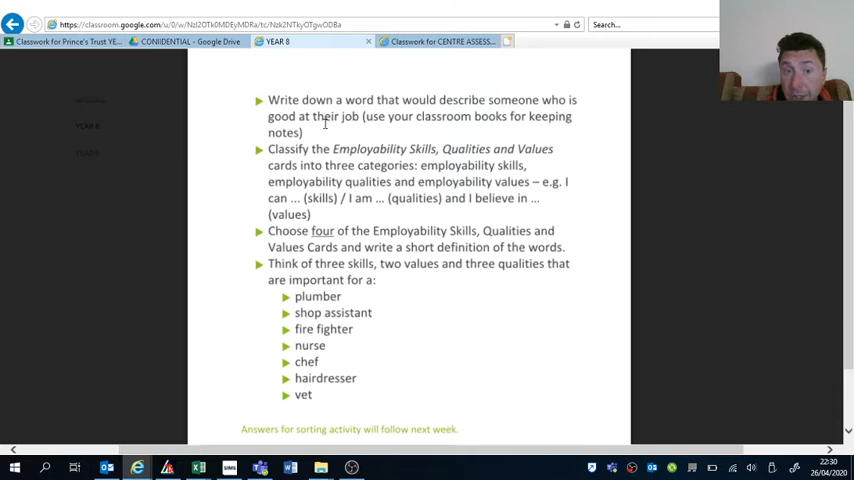 https://classroom.google.com/u/0/w/NzI2OTk0MDEyMDRa/tc/Nzk2NTkyOTgwODBa
Search...
Classwork for Prince's Trust YE...
CONIIDENTIAL - Google Drive
YEAR 8
Classwork for CENTRE ASSESS...
YEAR 8
Write down a word that would describe someone who is
good at their job (use your classroom books for keeping
notes)
Classify the Employability Skills, Qualities and Values
cards into three categories: employability skills,
employability qualities and employability values – e.g. I
can ... (skills) / I am ... (qualities) and I believe in ...
(values)
Choose four of the Employability Skills, Qualities and
Values Cards and write a short definition of the words.
Think of three skills, two values and three qualities that
are important for a:
plumber
shop assistant
fire fighter
nurse
chef
hairdresser
vet
Answers for sorting activity will follow next week.
SIMS
22:30
26/04/2020